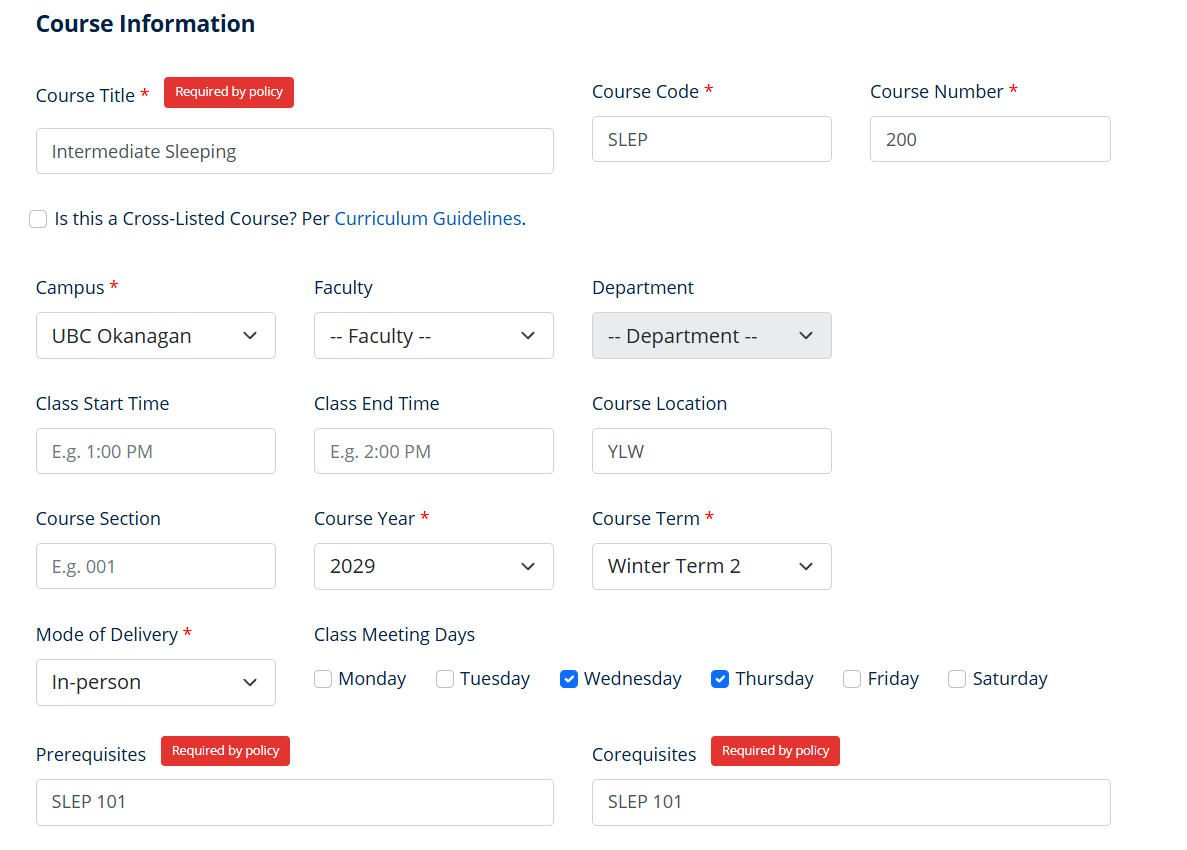 Course Information
Course Title * Required by policy
Course Code *
Course Number *
Intermediate Sleeping
SLEP
200
Is this a Cross-Listed Course? Per Curriculum Guidelines.
Campus *
Faculty
Department
UBC Okanagan
-- Faculty --
-- Department --
Class Start Time
Class End Time
Course Location
E.g. 1:00 PM
E.g. 2:00 PM
YLW
Course Section
Course Year *
Course Term *
E.g. 001
2029
Winter Term 2
Mode of Delivery *
Class Meeting Days
In-person
Monday
Tuesday
Wednesday
Thursday
Friday
Saturday
Prerequisites Required by policy
Corequisites Required by policy
SLEP 101
SLEP 101